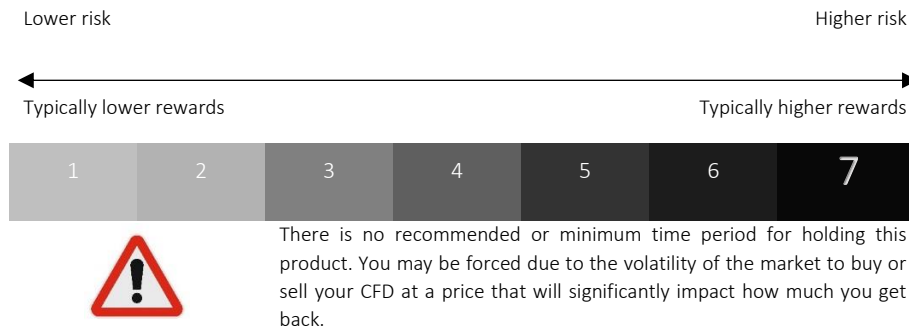 Lower risk Higher risk
Typically lower rewards Typically higher rewards
1 2 3 4 5 6 7
There is no recommended or minimum time period for holding this
product. You may be forced due to the volatility of the market to buy or
sell your CFD at a price that will significantly impact how much you get
back.